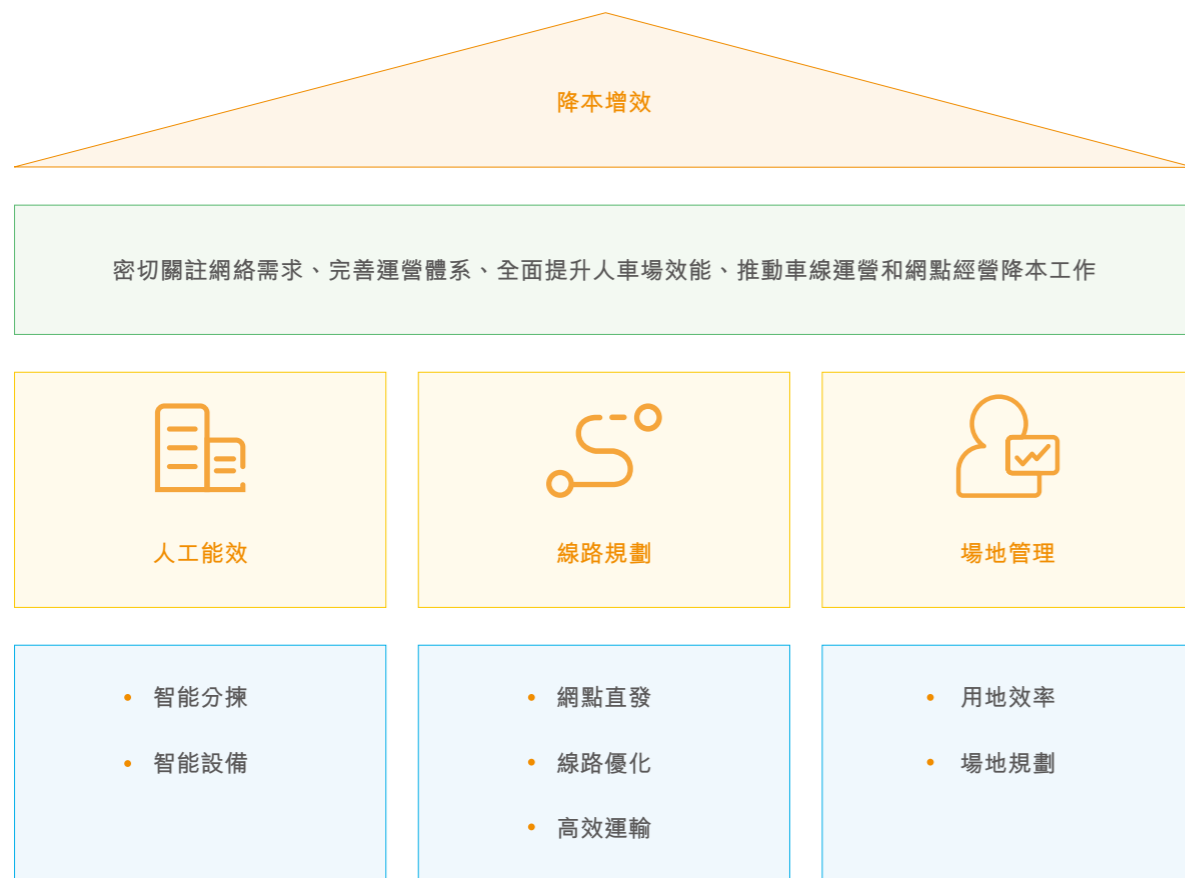 降本增效
密切關註網絡需求、完善運營體系、全面提升人車場效能、推動車線運營和網點經營降本工作
人工能效
線路規劃
場地管理
• 智能分揀
• 智能設備
• 網點直發
• 線路優化
• 高效運輸
• 用地效率
• 場地規劃